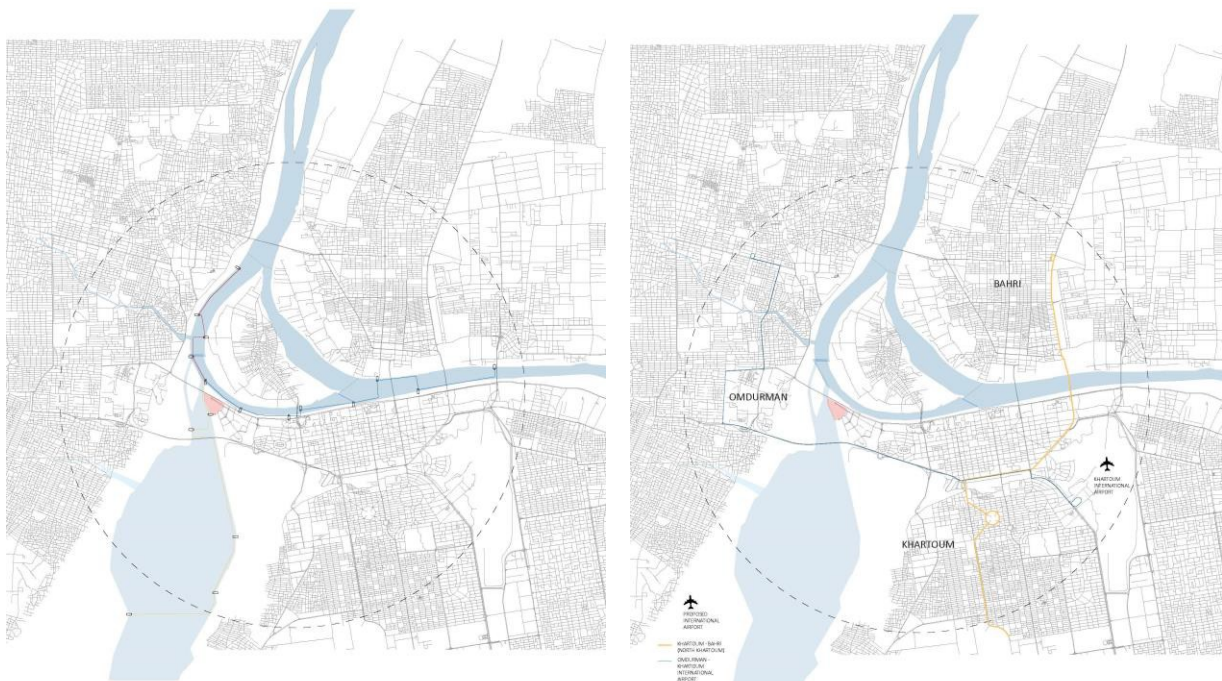 BAHRI
OMDURMAN
KHARTOUM
INTERNATIONAL
AIRPORT
KHARTOUM
PROPOSED
INTERNATIONAL
AIRPORT
KHARTOUM - BAHRI
(NORTH KHARTOUM)
OMDURMAN -
KHARTOUM
INTERNATIONAL
AIRPORT